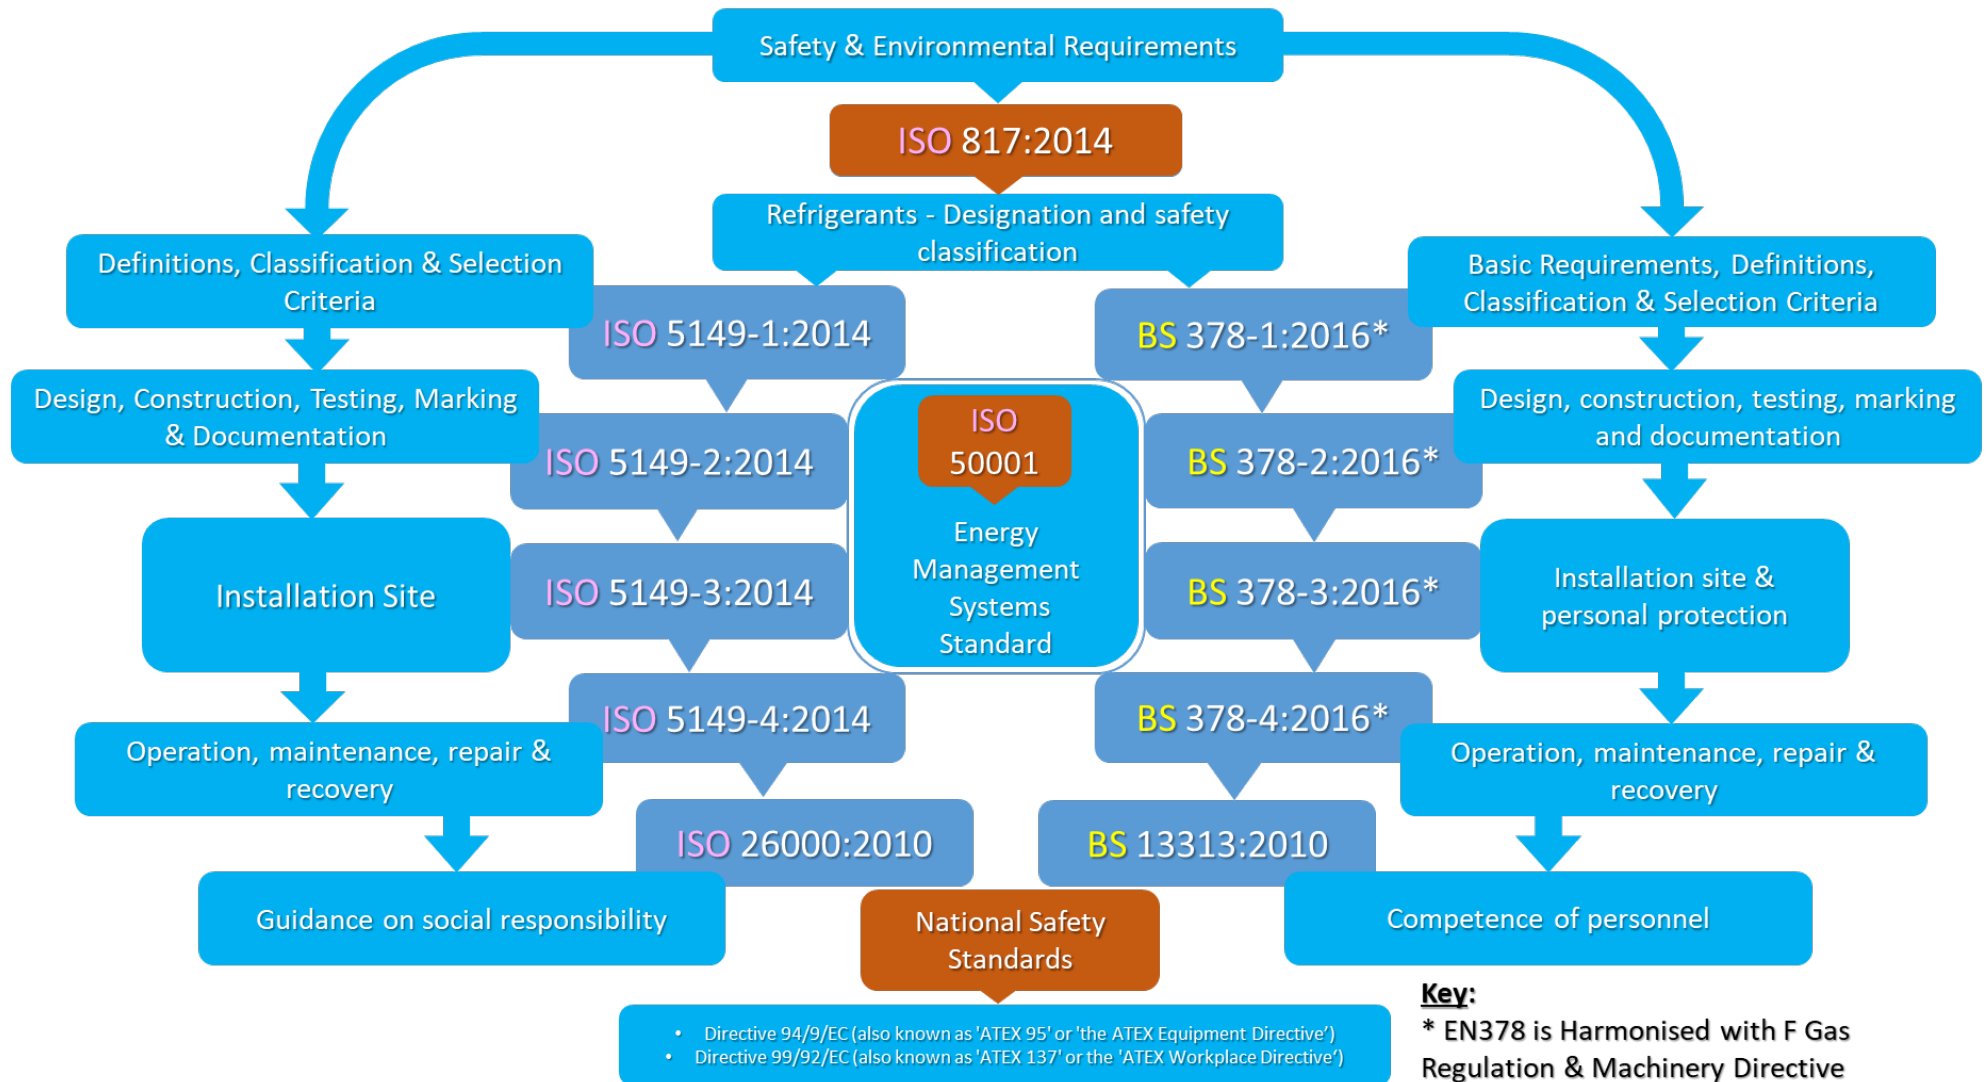 Safety & Environmental Requirements
ISO 817:2014
Refrigerants - Designation and safety
classification
Definitions, Classification & Selection
Criteria
Basic Requirements, Definitions,
Classification & Selection Criteria
ISO 5149-1:2014
BS 378-1:2016*
Design, Construction, Testing, Marking
& Documentation
Design, construction, testing, marking
and documentation
ISO 5149-2:2014
BS 378-2:2016*
ISO
50001
Energy
Management
Systems
Standard
Installation Site
ISO 5149-3:2014
BS 378-3:2016*
Installation site &
personal protection
ISO 5149-4:2014
BS 378-4:2016*
Operation, maintenance, repair &
recovery
Operation, maintenance, repair &
recovery
ISO 26000:2010
BS 13313:2010
Guidance on social responsibility
Competence of personnel
National Safety
Standards
• Directive 94/9/EC (also known as 'ATEX 95' or 'the ATEX Equipment Directive’)
• Directive 99/92/EC (also known as 'ATEX 137' or the 'ATEX Workplace Directive’)
Key:
* EN378 is Harmonised with F Gas
Regulation & Machinery Directive